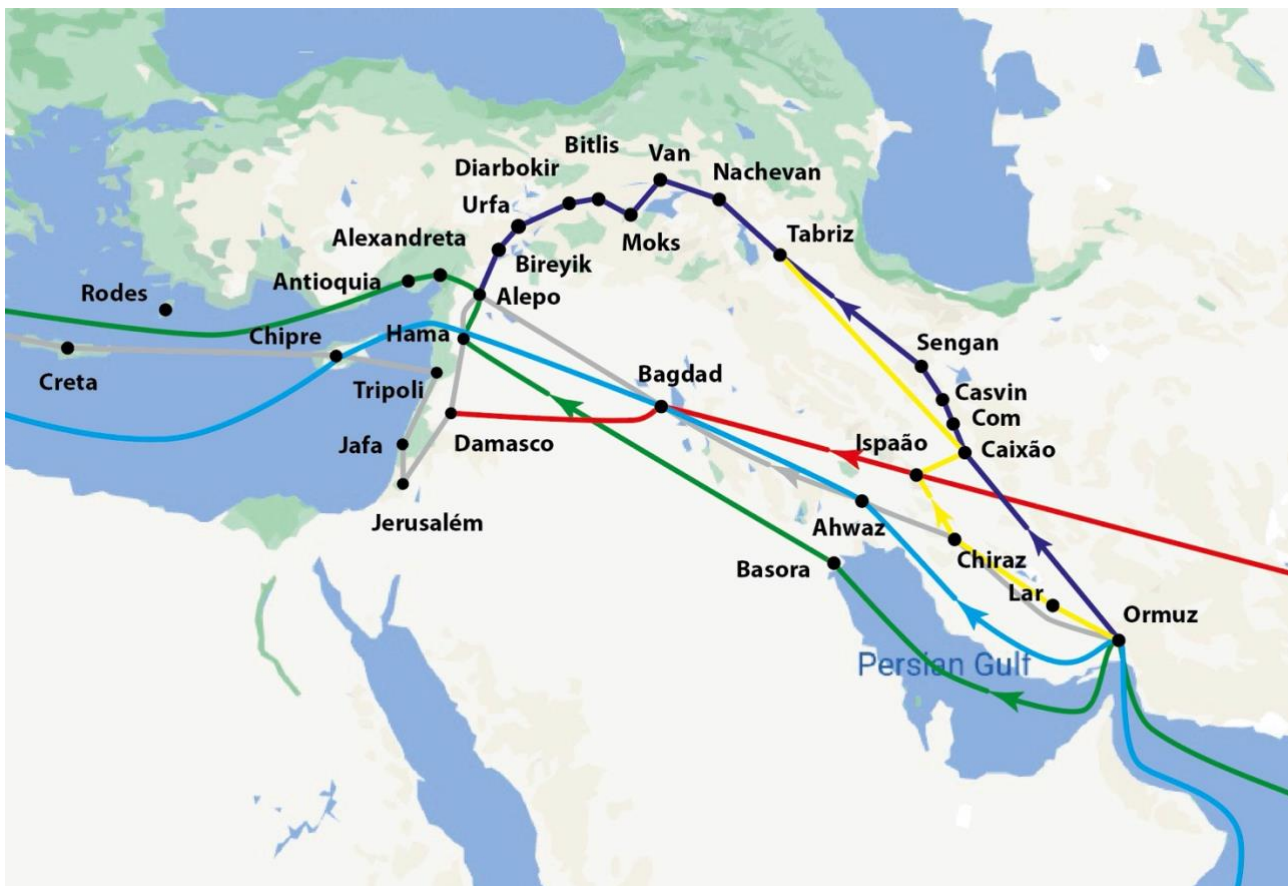 Bitlis
Van
Diarbokir
Nachevan
Urfa
Moks
Tabriz
Alexandreta
Bireyik
Antioquia
Rodes
Alepo
Chipre
Hama
Sengan
Creta
Tripoli
Bagdad
Casvin
Com
Jafa
Damasco
Ispaão
Caixão
Jerusalém
Ahwaz
Basora
Chiraz
Lar
Ormuz
Persian Gulf